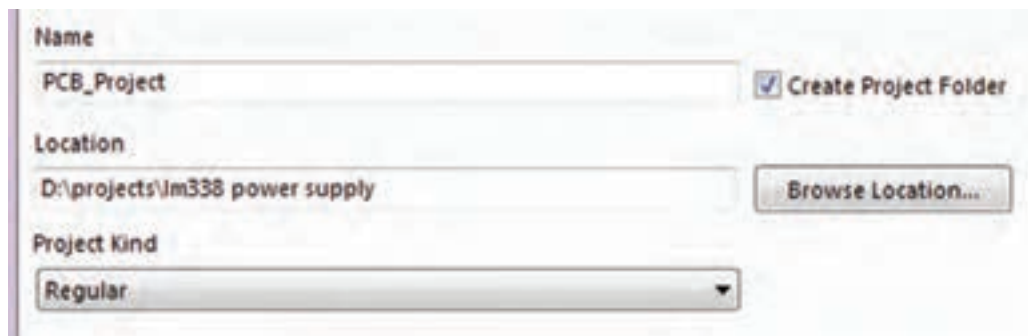 Name
PCB_Project
Create Project Folder
Location
D:\projects\lm338 power supply
Browse Location...
Project Kind
Regular